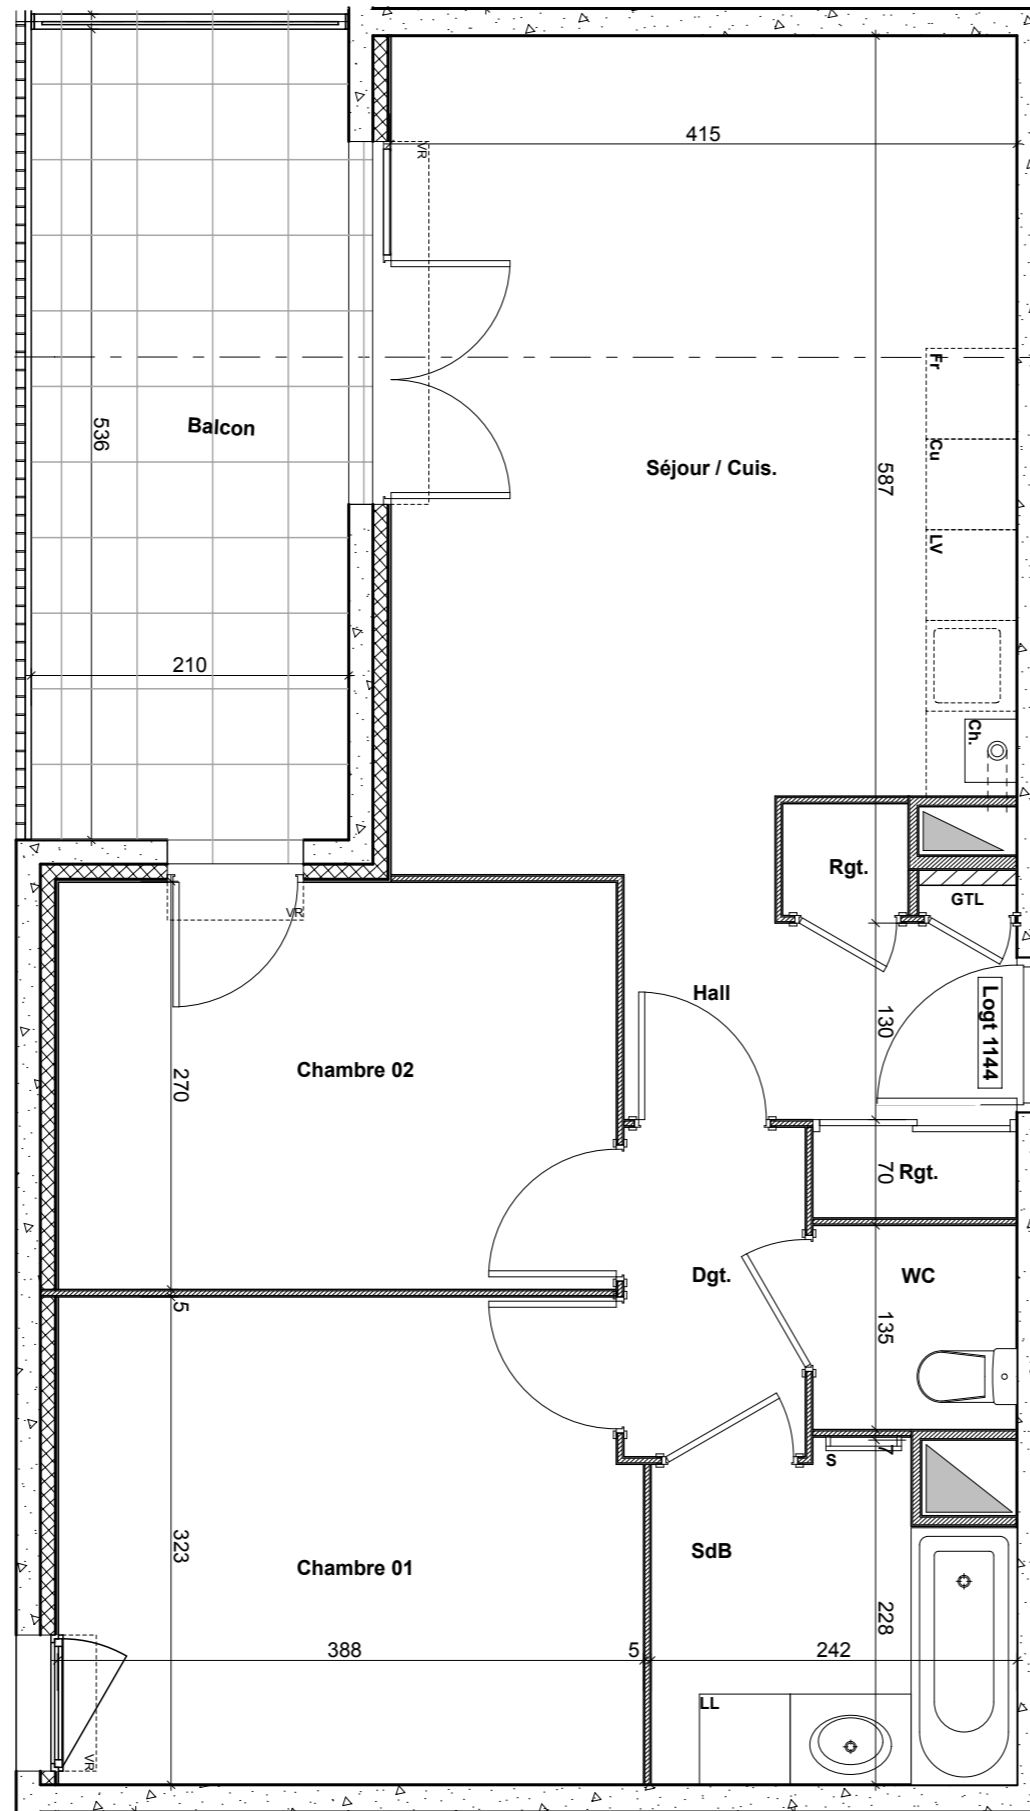 415
VR
Fr
Cu
536
Balcon
Séjour / Cuis.
587
LV
210
Ch.
Rgt.
GTL
VR
Hall
Logt 1144
130
Chambre 02
270
70
Rgt.
Dgt.
WC
5
135
7
S
SdB
323
Chambre 01
228
388
5
242
LL
VR